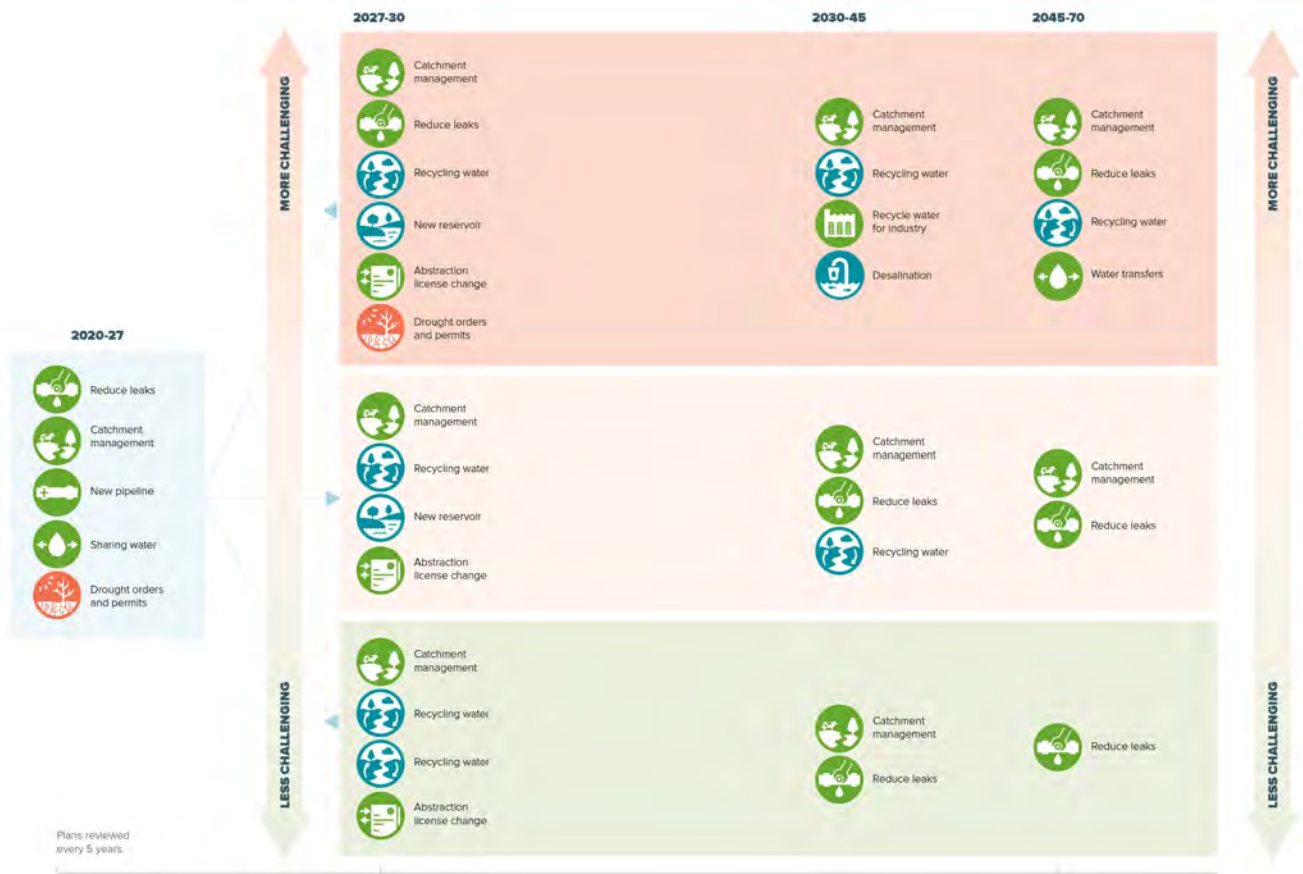 2027-30
2030-45
2045-70
MORE CHALLENGING
Catchment
management
Reduce leaks
Recycling water
New reservoir
Abstraction
license change
Drought orders
and permits
Catchment
management
Recycling water
Recycle water
for industry
Desalination
Catchment
management
Reduce leaks
Recycling water
Water transfers
MORE CHALLENGING
2020-27
Reduce leaks
Catchment
management
New pipeline
Sharing water
Drought orders
and permits
Catchment
management
Recycling water
New reservoir
Abstraction
license change
Catchment
management
Reduce leaks
Recycling water
Catchment
management
Reduce leaks
LESS CHALLENGING
Catchment
management
Recycling water
Recycling water
Abstraction
license change
Catchment
management
Reduce leaks
Reduce leaks
LESS CHALLENGING
Plans reviewed
every 5 years.